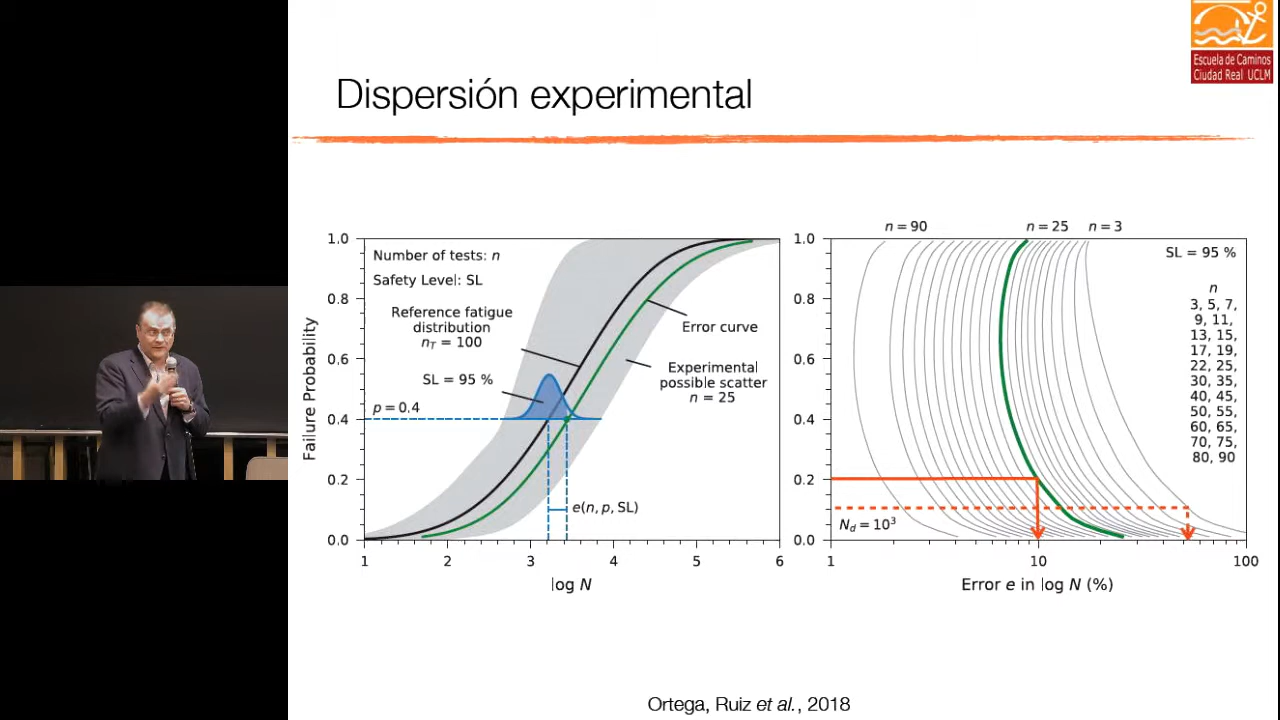 Escuela de Caminos
Ciudad Real UCLM
Dispersión experimental
Failure Probability
1.0
0.8
0.6
0.4
0.2
0.0
Number of tests: n
Safety Level: SL
Reference fatigue
distribution
n_T = 100
SL = 95 %
p = 0.4
Error curve
Experimental
possible scatter
n = 25
e(n, p, SL)
1
2
3
4
5
6
log N
n = 90
n = 25
n = 3
1.0
0.8
0.6
0.4
0.2
0.0
SL = 95 %
n
3, 5, 7,
9, 11,
13, 15,
17, 19,
22, 25,
30, 35,
40, 45,
50, 55,
60, 65,
70, 75,
80, 90
N_d = 10³
1
10
100
Error e in log N (%)
Ortega, Ruiz et al., 2018